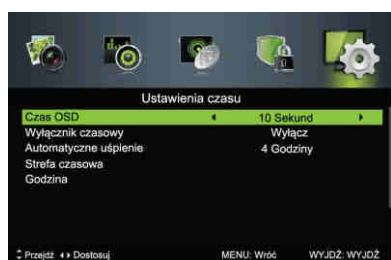 Ustawienia czasu
Czas OSD 10 Sekund
Wyłącznik czasowy Wyłącz
Automatyczne uśpienie 4 Godziny
Strefa czasowa
Godzina
Przejdź Dostosuj MENU: Wróć WYJDŹ: WYJDŹ